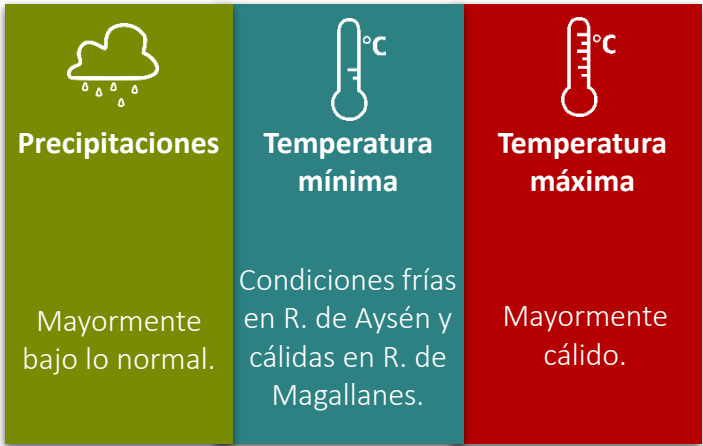 Precipitaciones
Mayormente
bajo lo normal.
°C
Temperatura
mínima
Condiciones frías
en R. de Aysén y
cálidas en R. de
Magallanes.
°C
Temperatura
máxima
Mayormente
cálido.